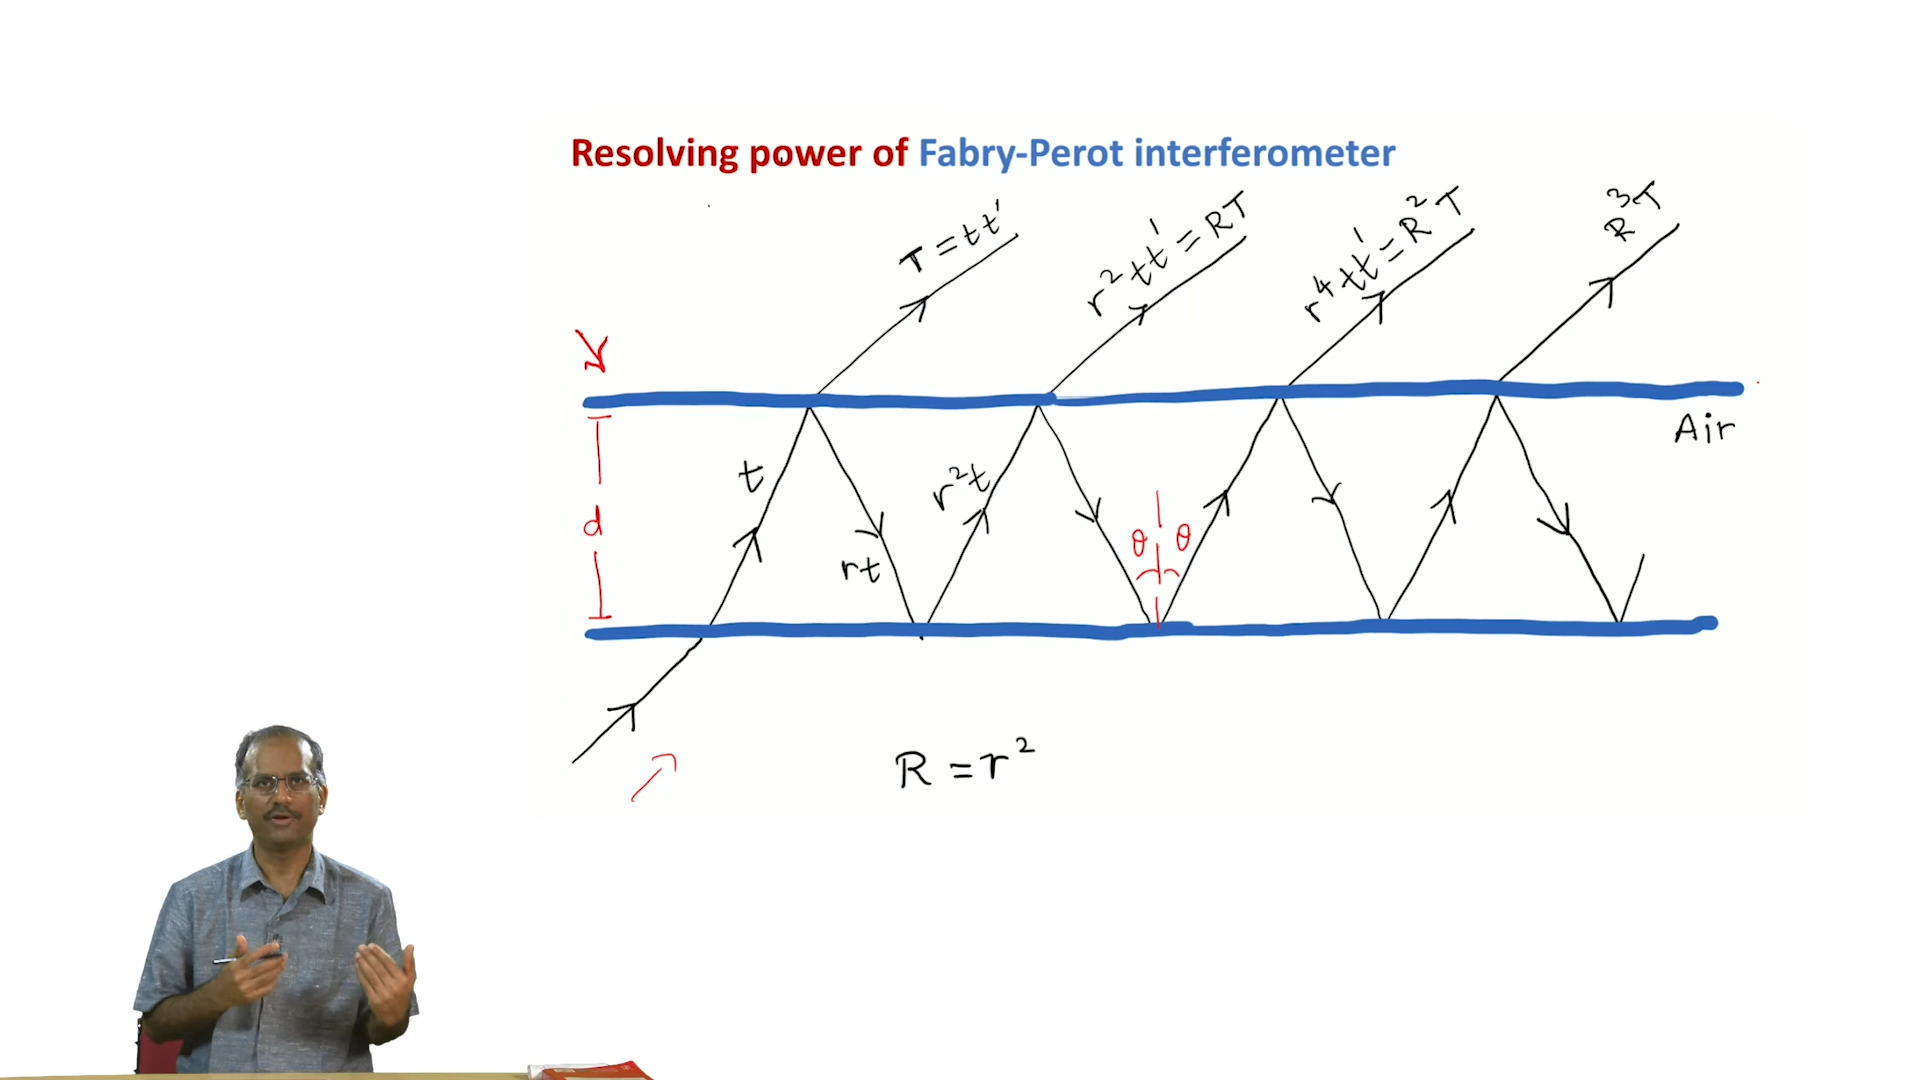 Resolving power of Fabry-Perot interferometer
T = tt'
r²tt' = RT
r⁴tt' = R²T
R³T
Air
t
r²t
rt
d
θ θ
R = r²